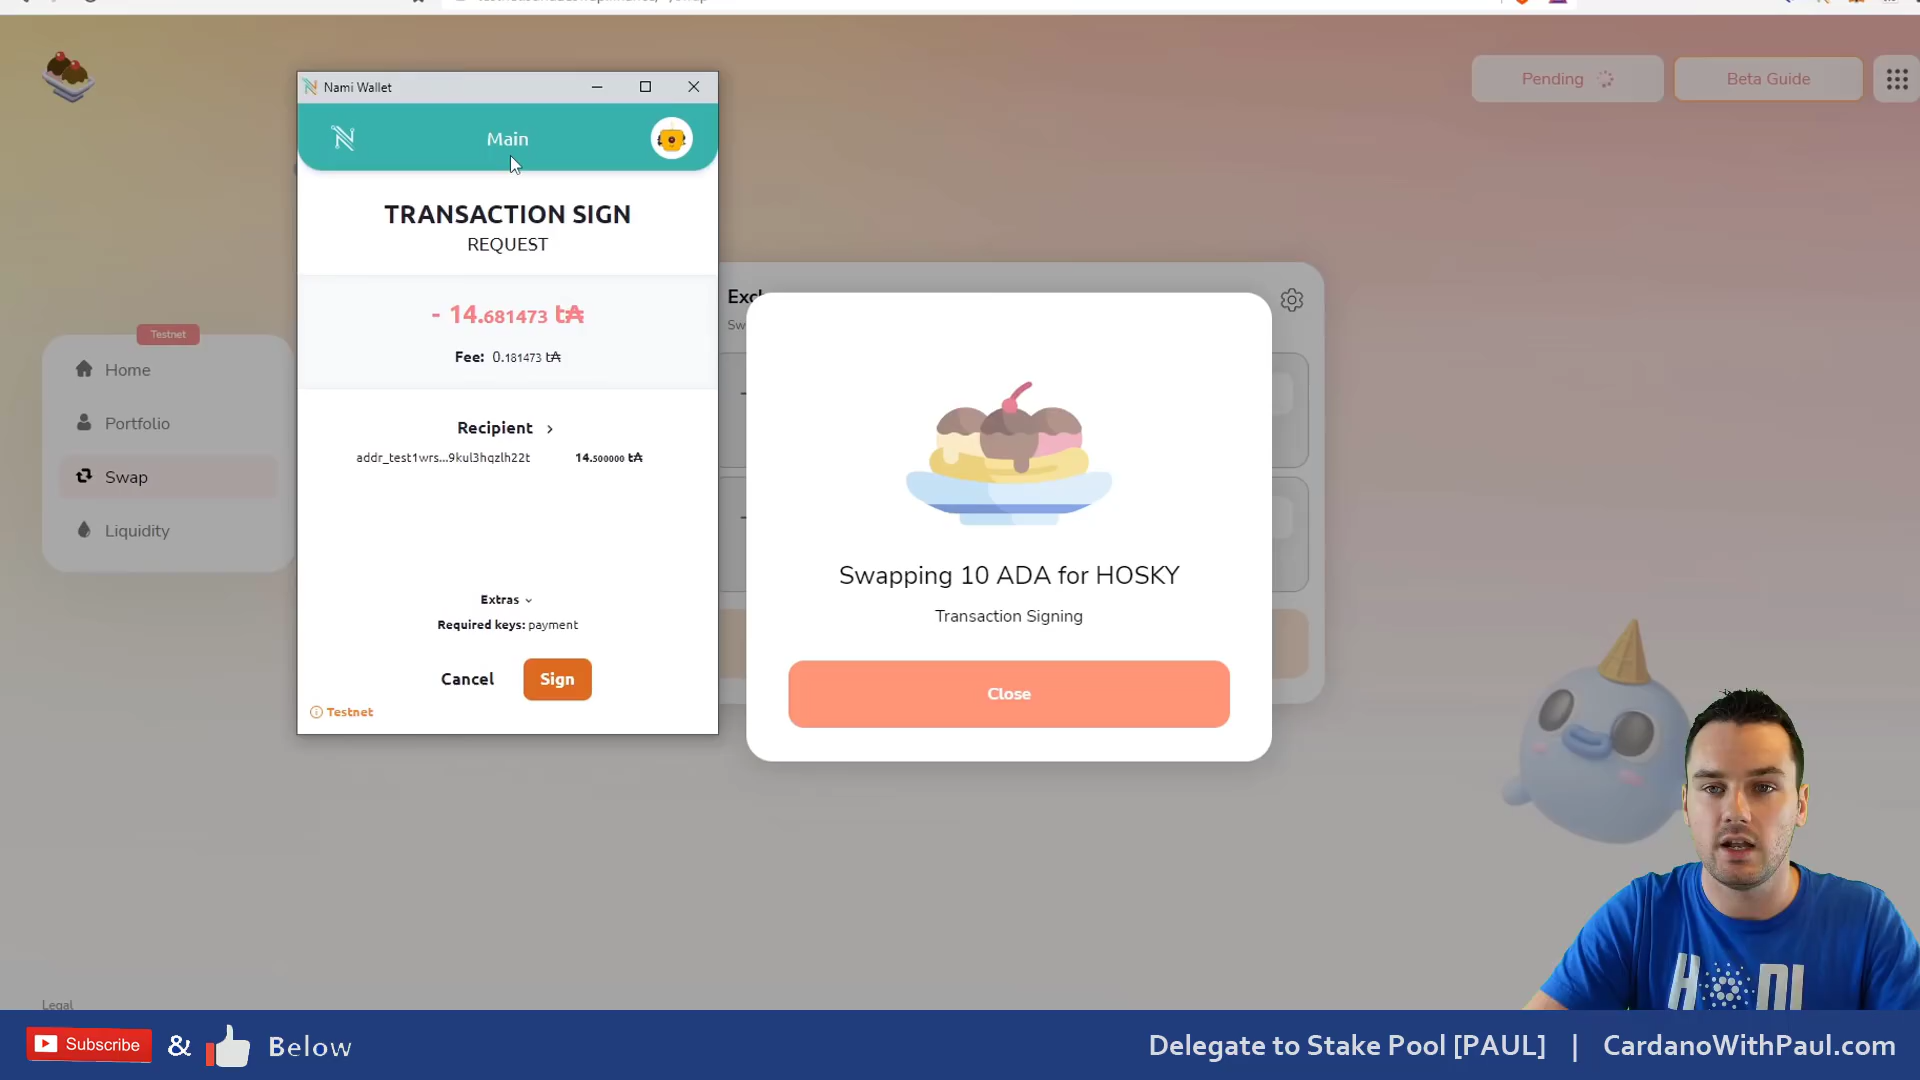 Nami Wallet
Main
TRANSACTION SIGN
REQUEST
- 14.681473 t₳
Fee: 0.181473 t₳
Recipient >
addr_test1wrs...9kul3hqzlh22t 14.500000 t₳
Extras
Required keys: payment
Cancel Sign
Testnet
Pending
Beta Guide
Testnet
Home
Portfolio
Swap
Liquidity
Swapping 10 ADA for HOSKY
Transaction Signing
Close
Legal
Subscribe & Below
Delegate to Stake Pool [PAUL] | CardanoWithPaul.com